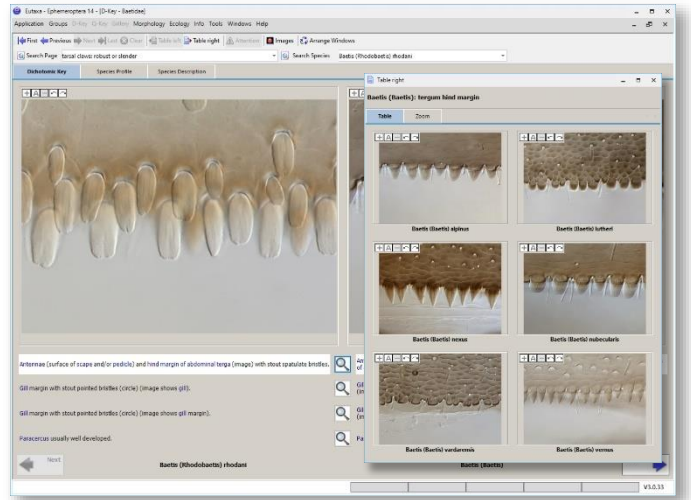 Eutaxa - Ephemeroptera 14 - [D-Key - Baetidae]
Application Groups D-Key Q-Key Gallery Morphology Ecology Info Tools Windows Help
First Previous Next Last Clear Table left Table right Attention Images Arrange Windows
Search Page tarsal claws: robust or slender Search Species Baetis (Rhodobaetis) rhodani
Dichotomic Key Species Profile Species Description
Table right
Baetis (Baetis): tergum hind margin
Table Zoom
Baetis (Baetis) alpinus Baetis (Baetis) lutheri
Baetis (Baetis) nexus Baetis (Baetis) nubecularis
Baetis (Baetis) vardarensis Baetis (Baetis) vernus
Antennae (surface of scape and/or pedicle) and hind margin of abdominal terga (image) with stout spatulate bristles.
Gill margin with stout pointed bristles (circle) (image shows gill).
Gill margin with stout pointed bristles (circle) (image shows gill margin).
Paracercus usually well developed.
Next Baetis (Rhodobaetis) rhodani Baetis (Baetis)
V3.0.33